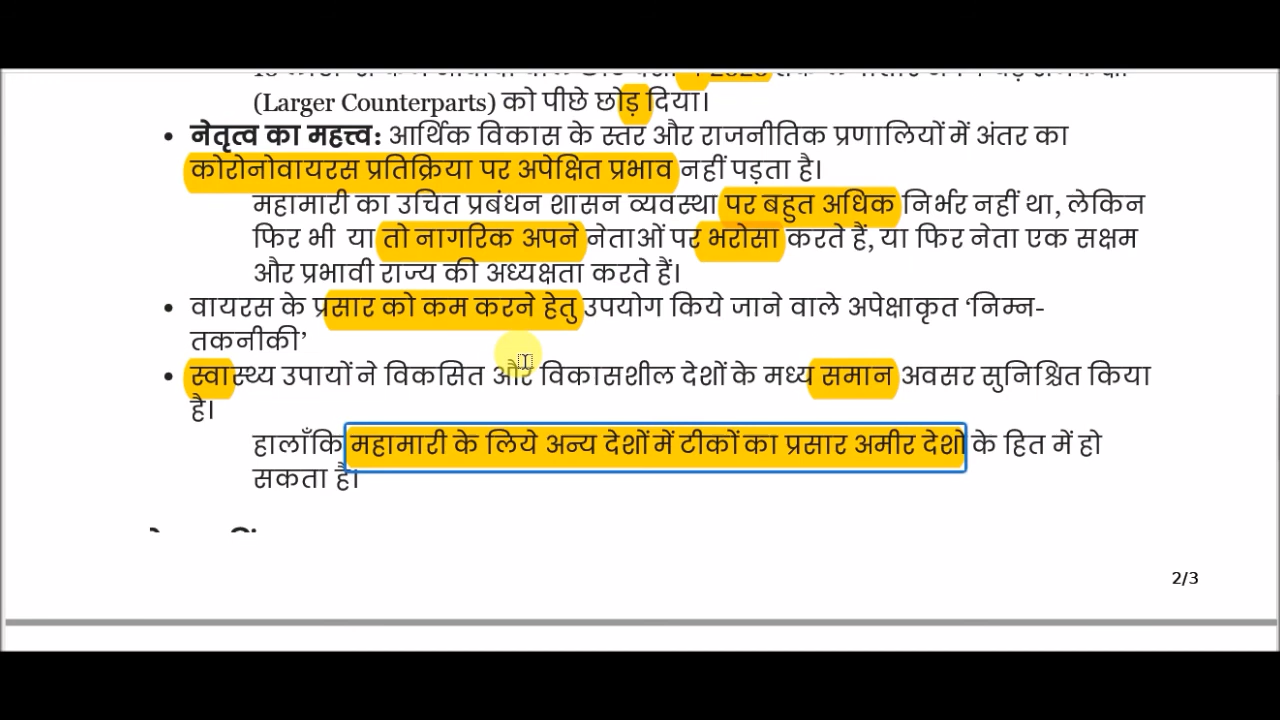 (Larger Counterparts) को पीछे छोड़ दिया।
• नेतृत्व का महत्त्व: आर्थिक विकास के स्तर और राजनीतिक प्रणालियों में अंतर का
कोरोनोवायरस प्रतिक्रिया पर अपेक्षित प्रभाव नहीं पड़ता है।
महामारी का उचित प्रबंधन शासन व्यवस्था पर बहुत अधिक निर्भर नहीं था, लेकिन
फिर भी या तो नागरिक अपने नेताओं पर भरोसा करते हैं, या फिर नेता एक सक्षम
और प्रभावी राज्य की अध्यक्षता करते हैं।
• वायरस के प्रसार को कम करने हेतु उपयोग किये जाने वाले अपेक्षाकृत ‘निम्न-
तकनीकी’
• स्वास्थ्य उपायों ने विकसित और विकासशील देशों के मध्य समान अवसर सुनिश्चित किया
है।
हालाँकि महामारी के लिये अन्य देशों में टीकों का प्रसार अमीर देशों के हित में हो
सकता है।
2/3